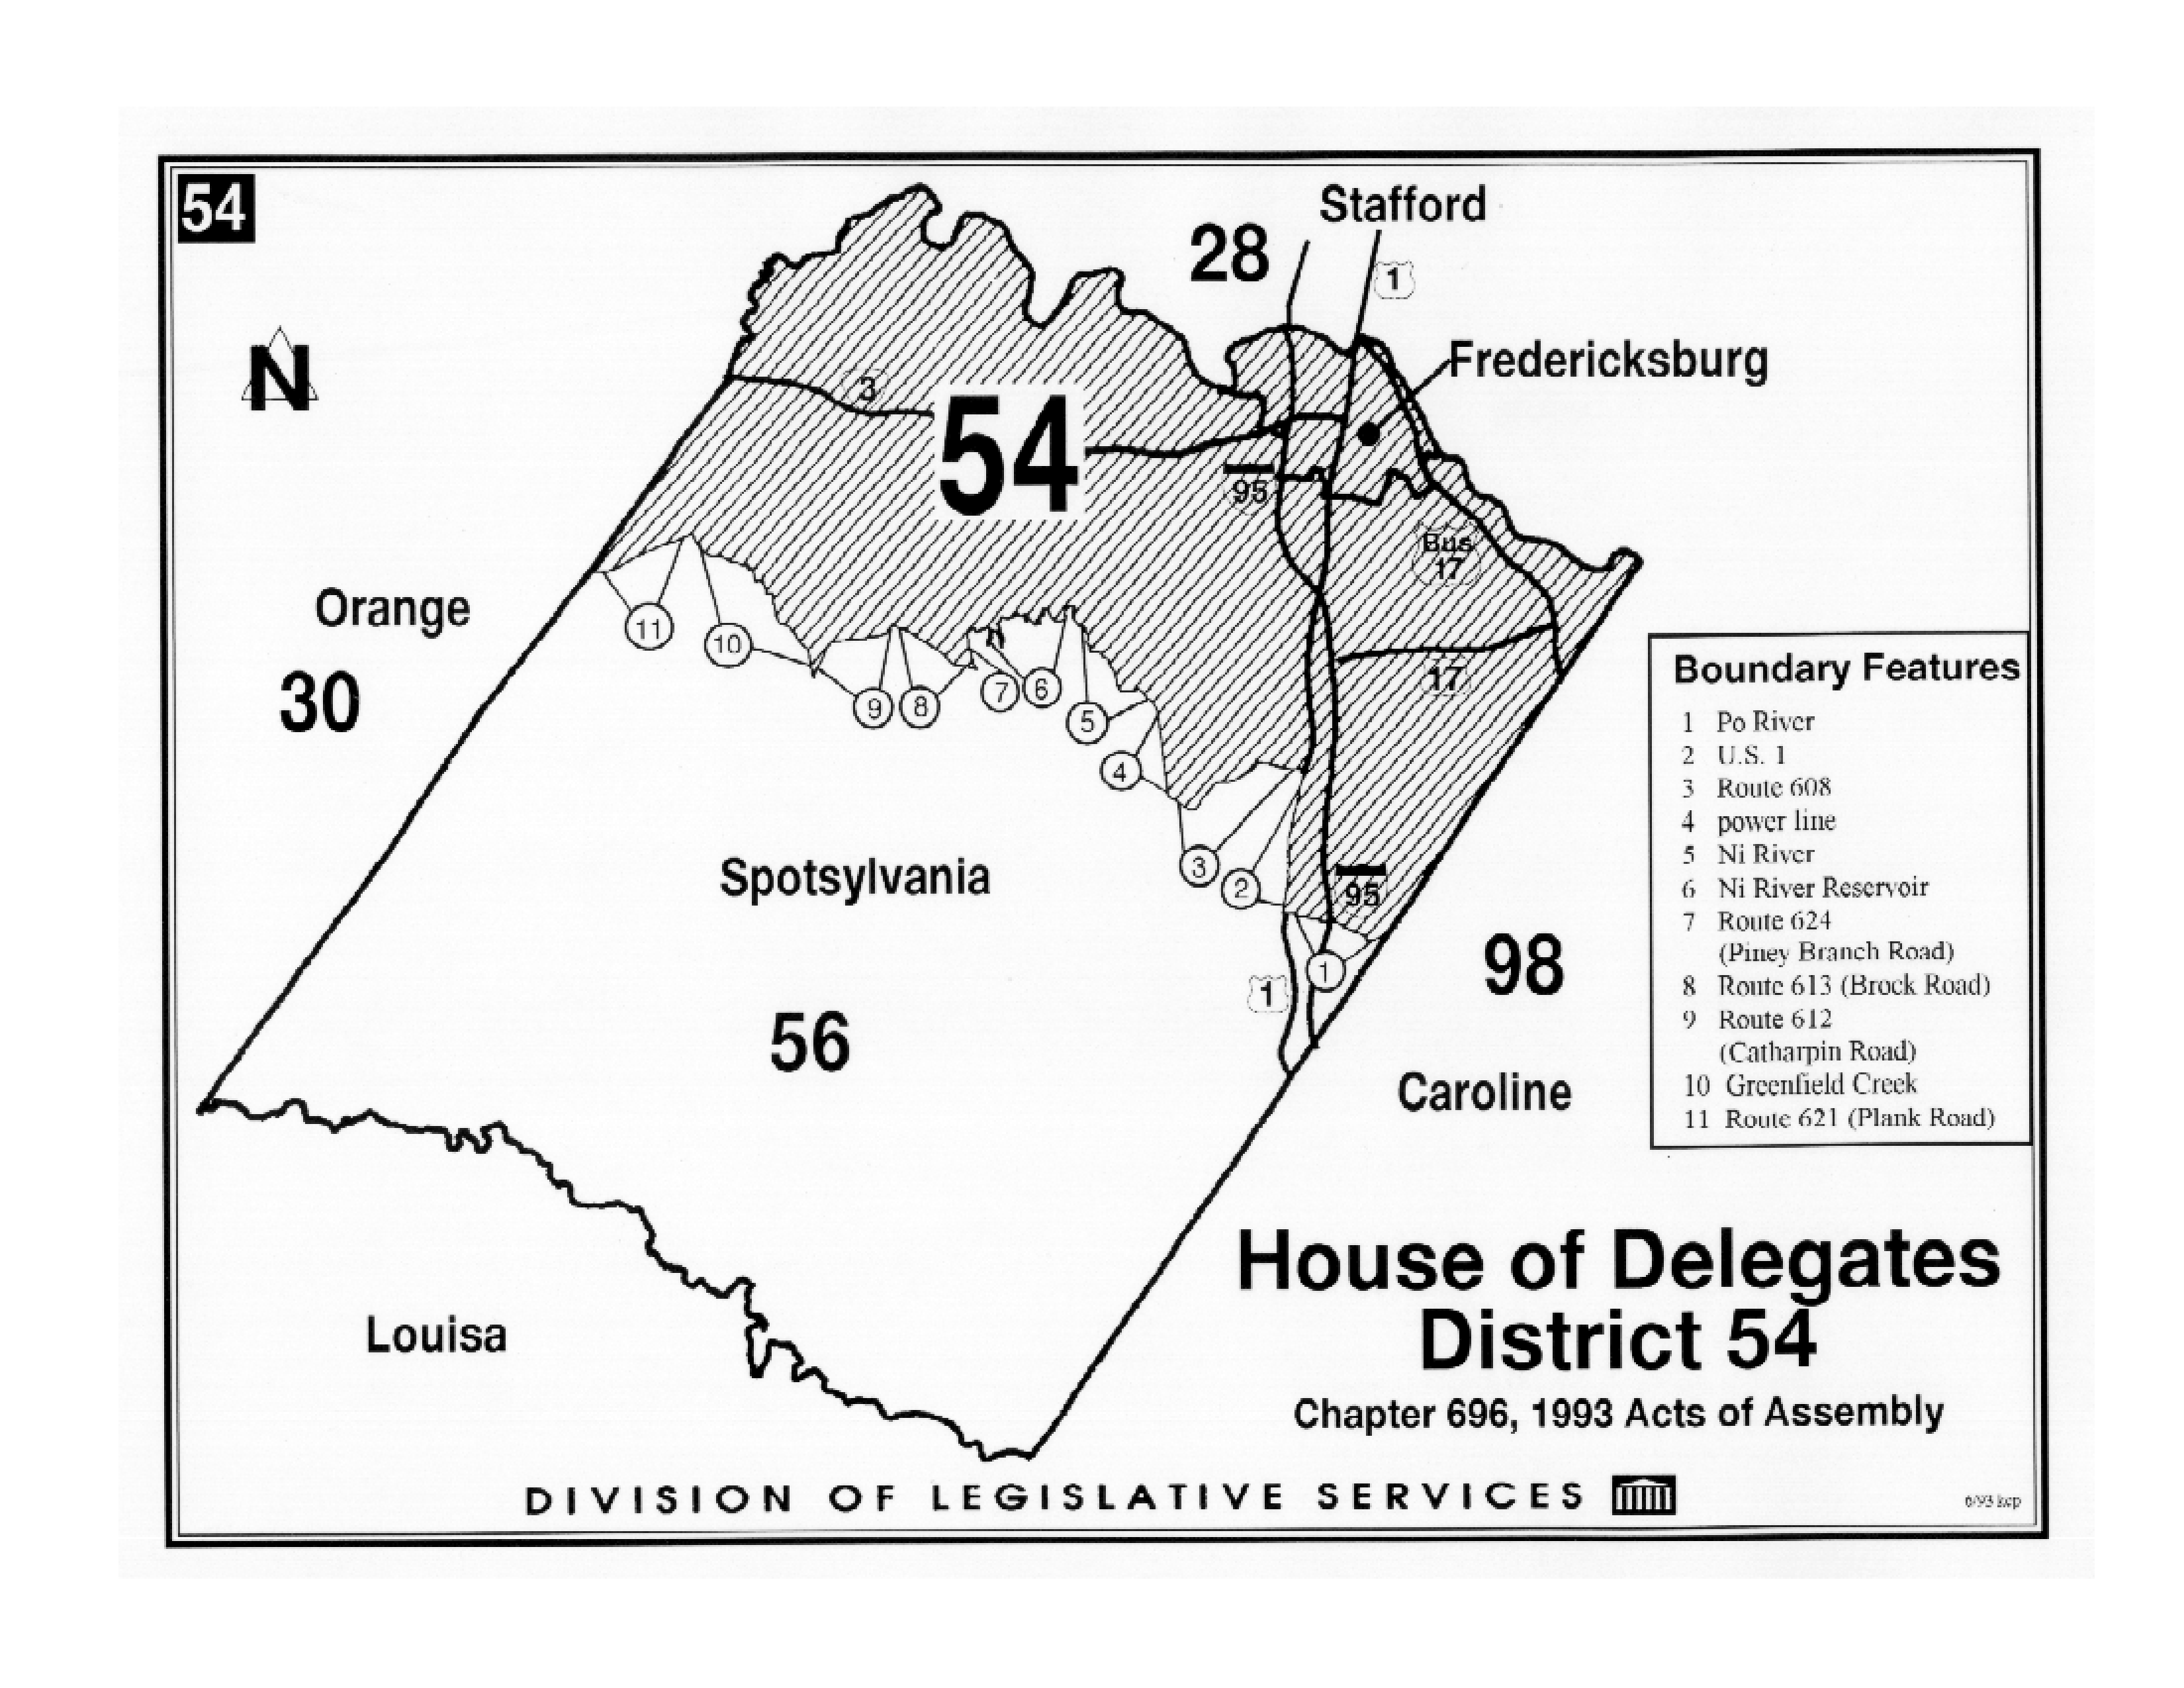 54
Stafford
28
1
Fredericksburg
N
3
54
95
Bus
17
Orange
30
11
10
9
8
7
6
5
4
17
3
2
95
1
1
Spotsylvania
56
98
Caroline
Louisa
Boundary Features
1 Po River
2 U.S. 1
3 Route 608
4 power line
5 Ni River
6 Ni River Reservoir
7 Route 624
(Piney Branch Road)
8 Route 613 (Brock Road)
9 Route 612
(Catharpin Road)
10 Greenfield Creek
11 Route 621 (Plank Road)
House of Delegates
District 54
Chapter 696, 1993 Acts of Assembly
DIVISION OF LEGISLATIVE SERVICES
6/93 kcp